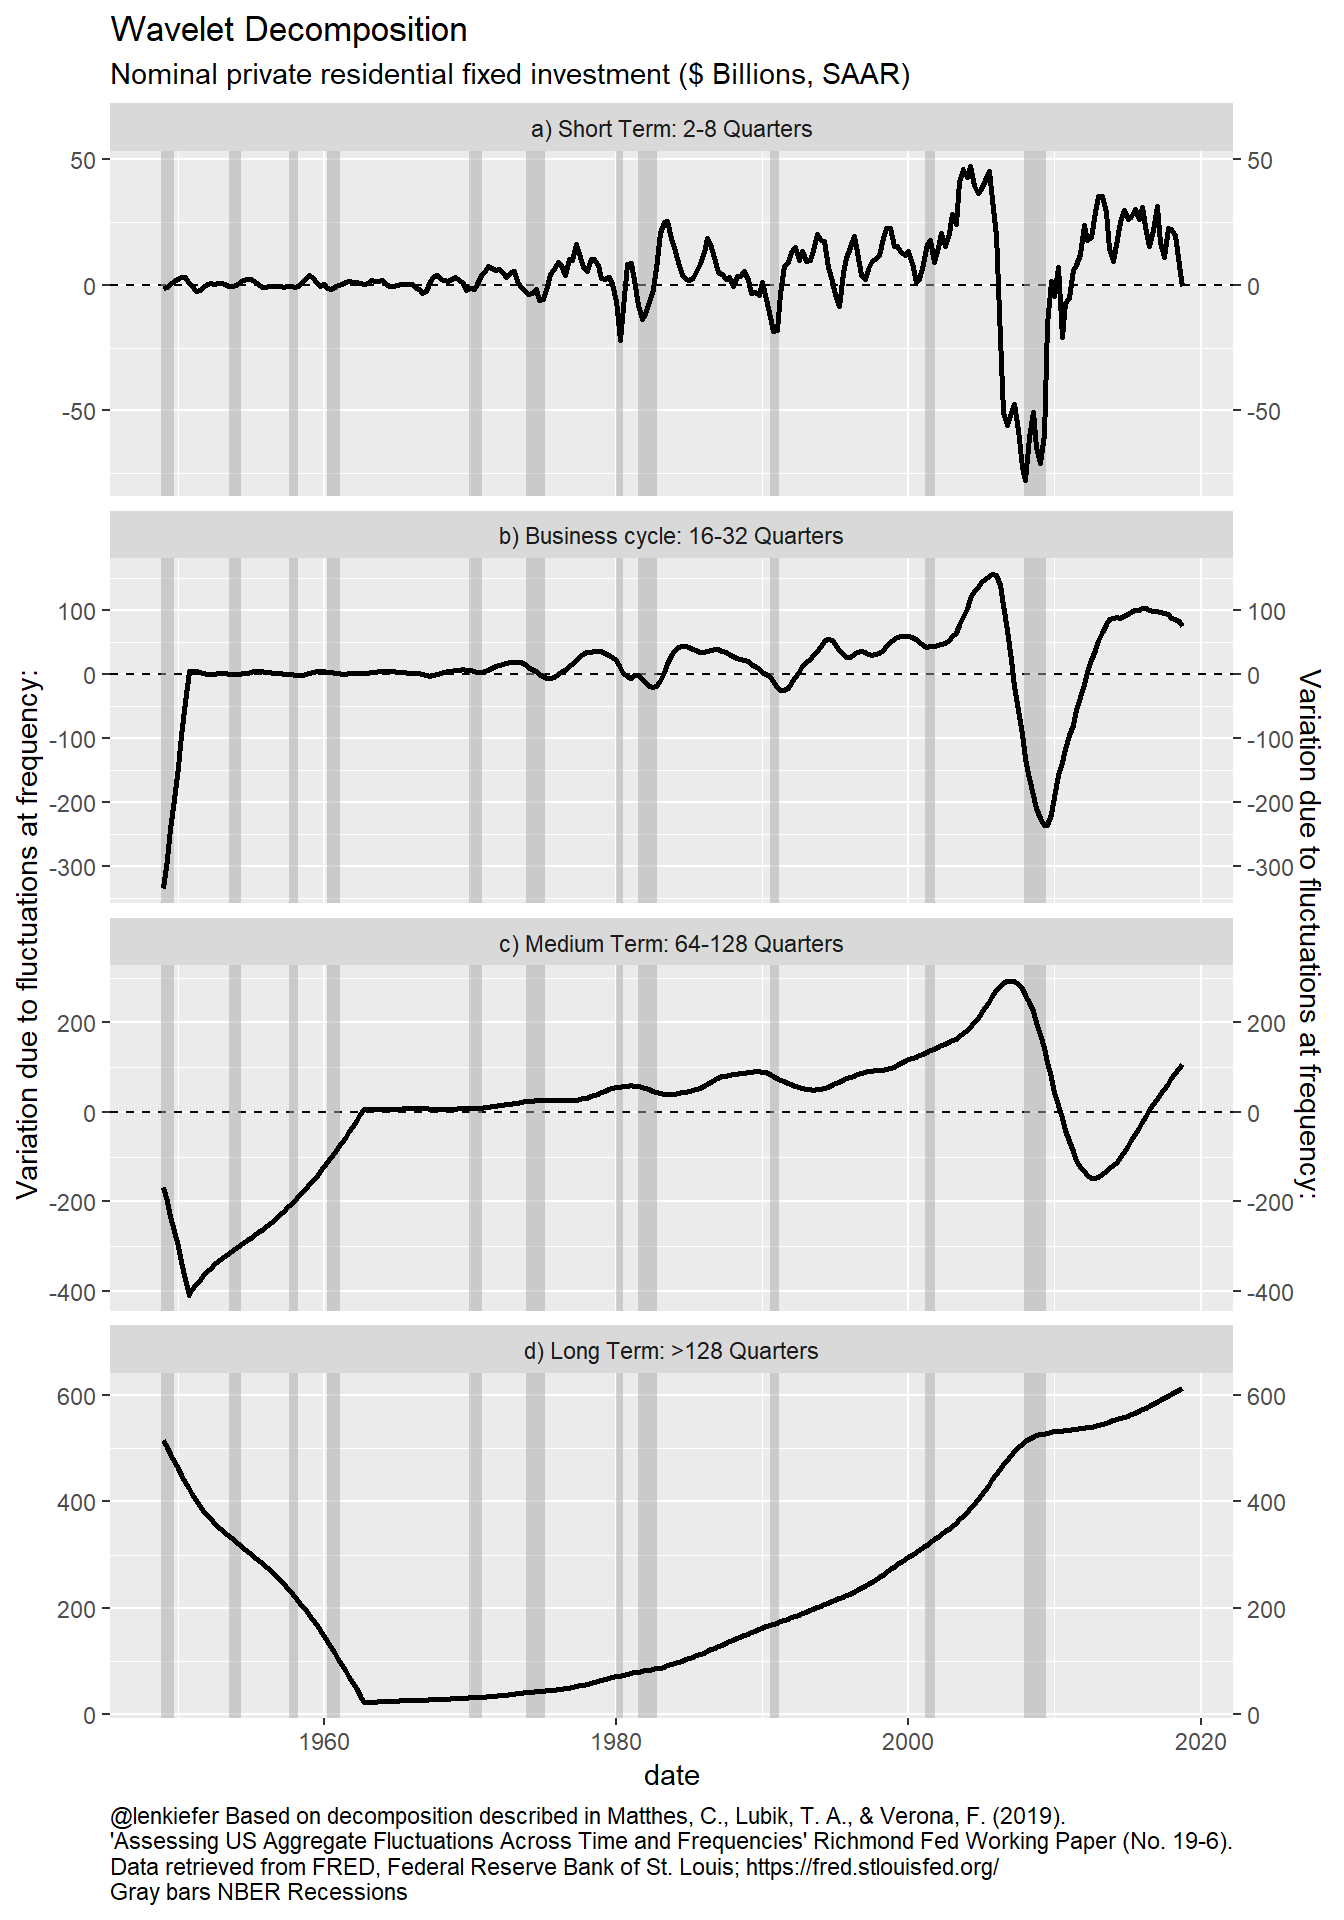 Wavelet Decomposition
Nominal private residential fixed investment ($ Billions, SAAR)
a) Short Term: 2-8 Quarters
50
0
-50
50
0
-50
b) Business cycle: 16-32 Quarters
100
0
-100
-200
-300
100
0
-100
-200
-300
c) Medium Term: 64-128 Quarters
200
0
-200
-400
200
0
-200
-400
d) Long Term: >128 Quarters
600
400
200
0
600
400
200
0
Variation due to fluctuations at frequency:
Variation due to fluctuations at frequency:
1960
1980
2000
2020
date
@lenkiefer Based on decomposition described in Matthes, C., Lubik, T. A., & Verona, F. (2019).
'Assessing US Aggregate Fluctuations Across Time and Frequencies' Richmond Fed Working Paper (No. 19-6).
Data retrieved from FRED, Federal Reserve Bank of St. Louis; https://fred.stlouisfed.org/
Gray bars NBER Recessions